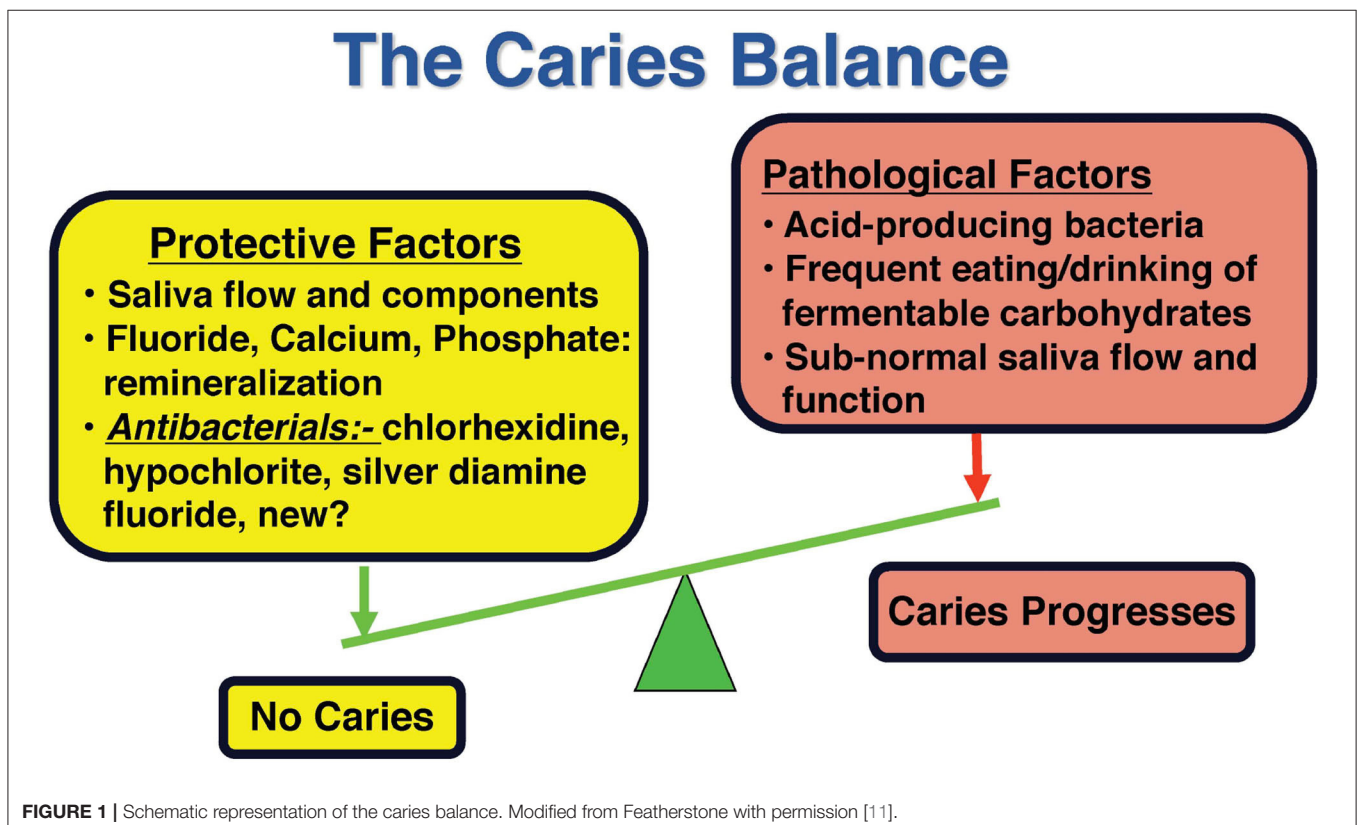 The Caries Balance
Protective Factors
• Saliva flow and components
• Fluoride, Calcium, Phosphate:
remineralization
• Antibacterials:- chlorhexidine,
hypochlorite, silver diamine
fluoride, new?
Pathological Factors
• Acid-producing bacteria
• Frequent eating/drinking of
fermentable carbohydrates
• Sub-normal saliva flow and
function
No Caries
Caries Progresses
FIGURE 1 | Schematic representation of the caries balance. Modified from Featherstone with permission [11].